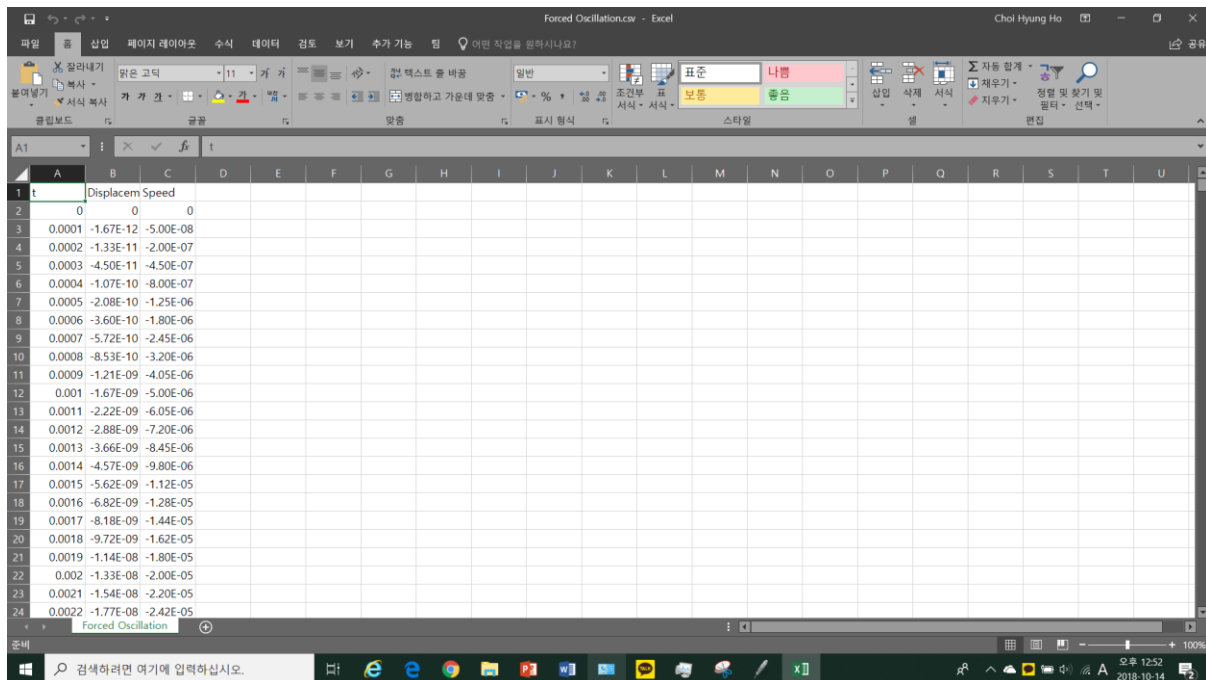 Forced Oscillation.csv - Excel
Choi Hyung Ho
파일 홈 삽입 페이지 레이아웃 수식 데이터 검토 보기 추가 기능 팀 어떤 작업을 원하시나요? 공유
붙여넣기
잘라내기
복사
서식 복사
클립보드
맑은 고딕 11 가 가
가 가 가 가
글꼴
텍스트 줄 바꿈
병합하고 가운데 맞춤
맞춤
일반
%
표시 형식
조건부 서식
표 서식
표준 나쁨
보통 좋음
스타일
삽입 삭제 서식
셀
자동 합계
채우기
지우기
정렬 및 필터
찾기 및 선택
편집
A1 fx t
A B C D E F G H I J K L M N O P Q R S T U
1 t Displacem Speed
2 0 0 0
3 0.0001 -1.67E-12 -5.00E-08
4 0.0002 -1.33E-11 -2.00E-07
5 0.0003 -4.50E-11 -4.50E-07
6 0.0004 -1.07E-10 -8.00E-07
7 0.0005 -2.08E-10 -1.25E-06
8 0.0006 -3.60E-10 -1.80E-06
9 0.0007 -5.72E-10 -2.45E-06
10 0.0008 -8.53E-10 -3.20E-06
11 0.0009 -1.21E-09 -4.05E-06
12 0.001 -1.67E-09 -5.00E-06
13 0.0011 -2.22E-09 -6.05E-06
14 0.0012 -2.88E-09 -7.20E-06
15 0.0013 -3.66E-09 -8.45E-06
16 0.0014 -4.57E-09 -9.80E-06
17 0.0015 -5.62E-09 -1.12E-05
18 0.0016 -6.82E-09 -1.28E-05
19 0.0017 -8.18E-09 -1.44E-05
20 0.0018 -9.72E-09 -1.62E-05
21 0.0019 -1.14E-08 -1.80E-05
22 0.002 -1.33E-08 -2.00E-05
23 0.0021 -1.54E-08 -2.20E-05
24 0.0022 -1.77E-08 -2.42E-05
Forced Oscillation
준비 100%
검색하려면 여기에 입력하십시오.
A 오후 12:52
2018-10-14